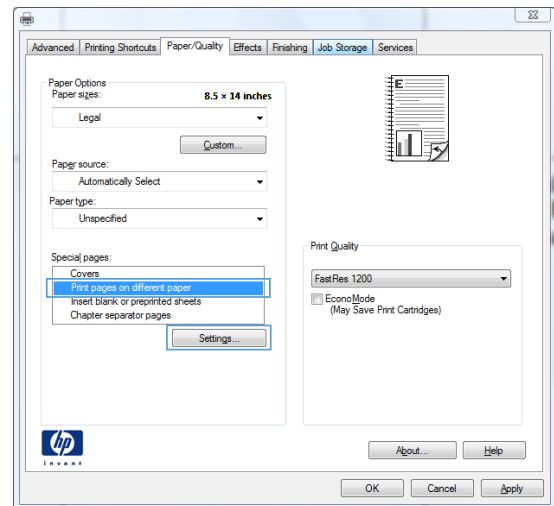 Advanced Printing Shortcuts Paper/Quality Effects Finishing Job Storage Services
Paper Options
Paper sizes: 8.5 × 14 inches
Legal
Custom...
Paper source:
Automatically Select
Paper type:
Unspecified
Special pages:
Covers
Print pages on different paper
Insert blank or preprinted sheets
Chapter separator pages
Settings...
E
Print Quality
FastRes 1200
EconoMode
(May Save Print Cartridges)
hp
invent
About... Help
OK Cancel Apply